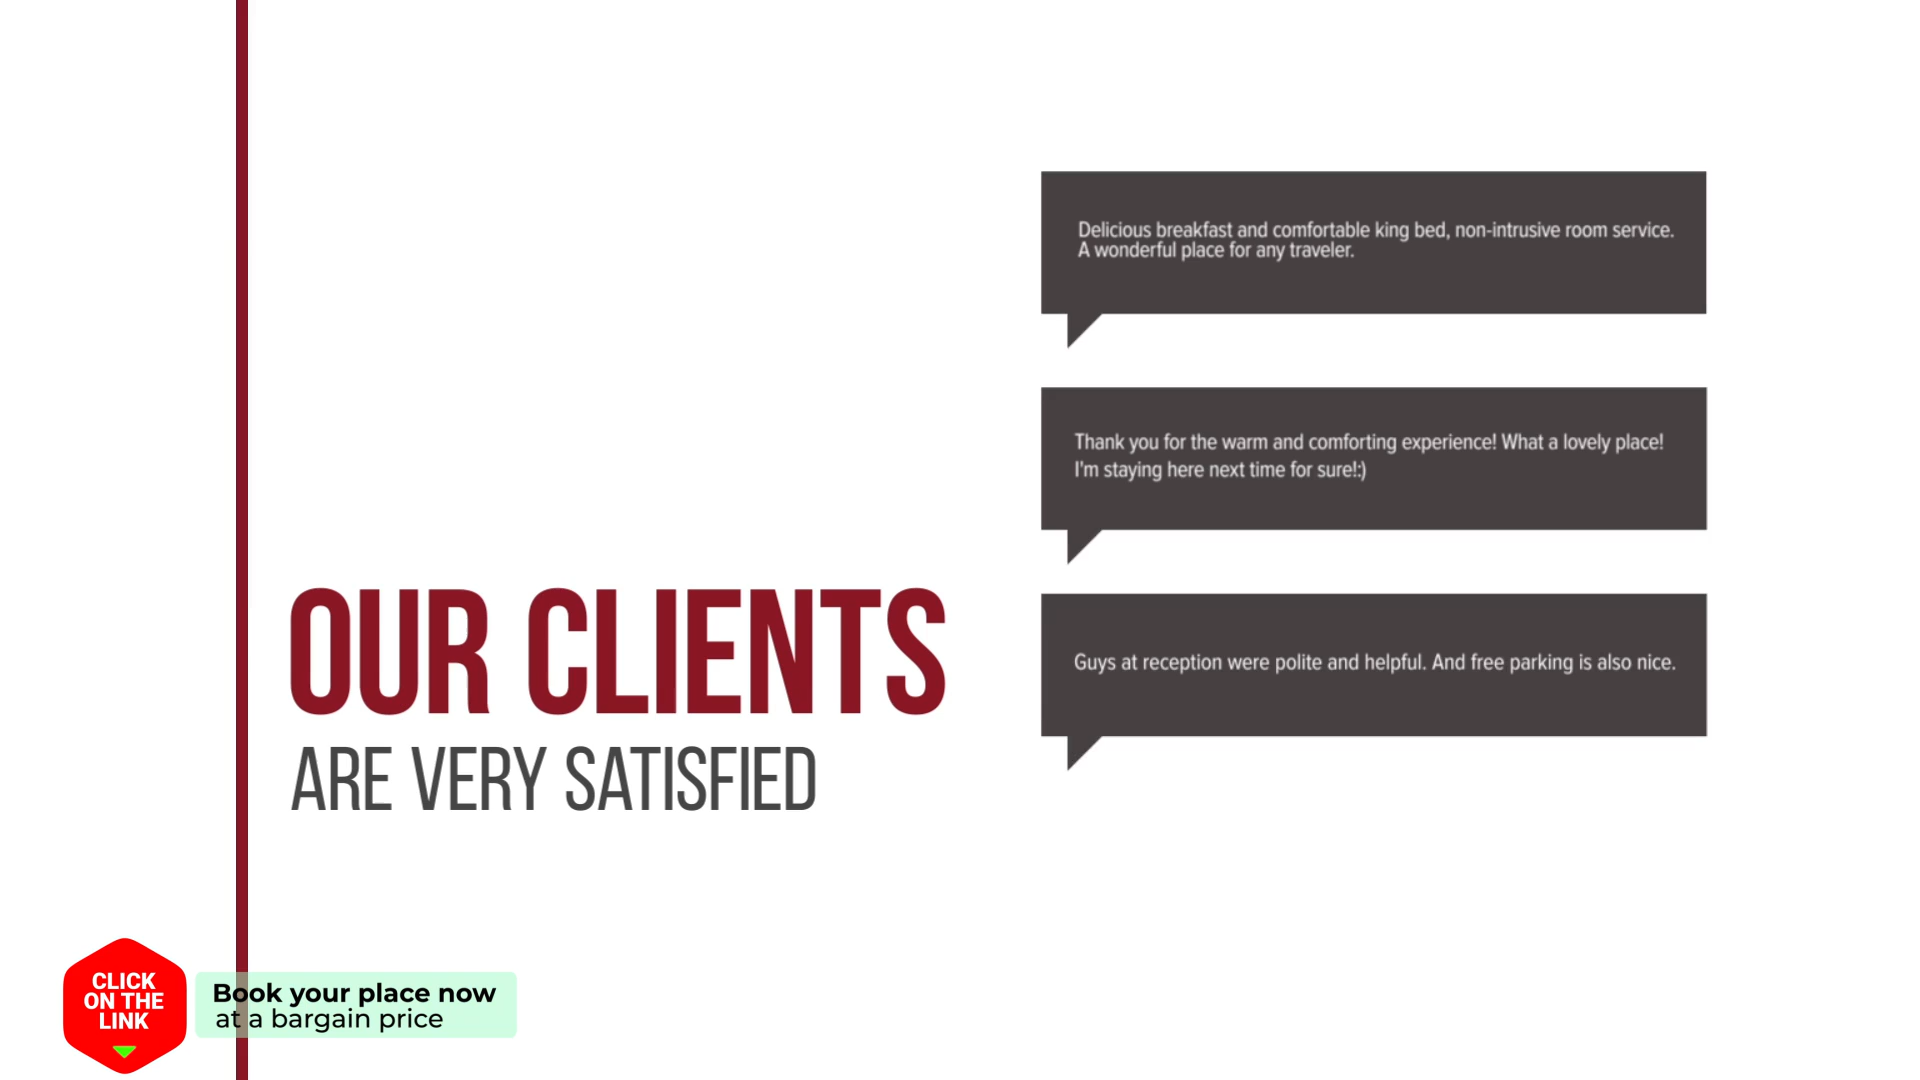 OUR CLIENTS
ARE VERY SATISFIED
Delicious breakfast and comfortable king bed, non-intrusive room service.
A wonderful place for any traveler.
Thank you for the warm and comforting experience! What a lovely place!
I'm staying here next time for sure!:)
Guys at reception were polite and helpful. And free parking is also nice.
CLICK
ON THE
LINK
Book your place now
at a bargain price